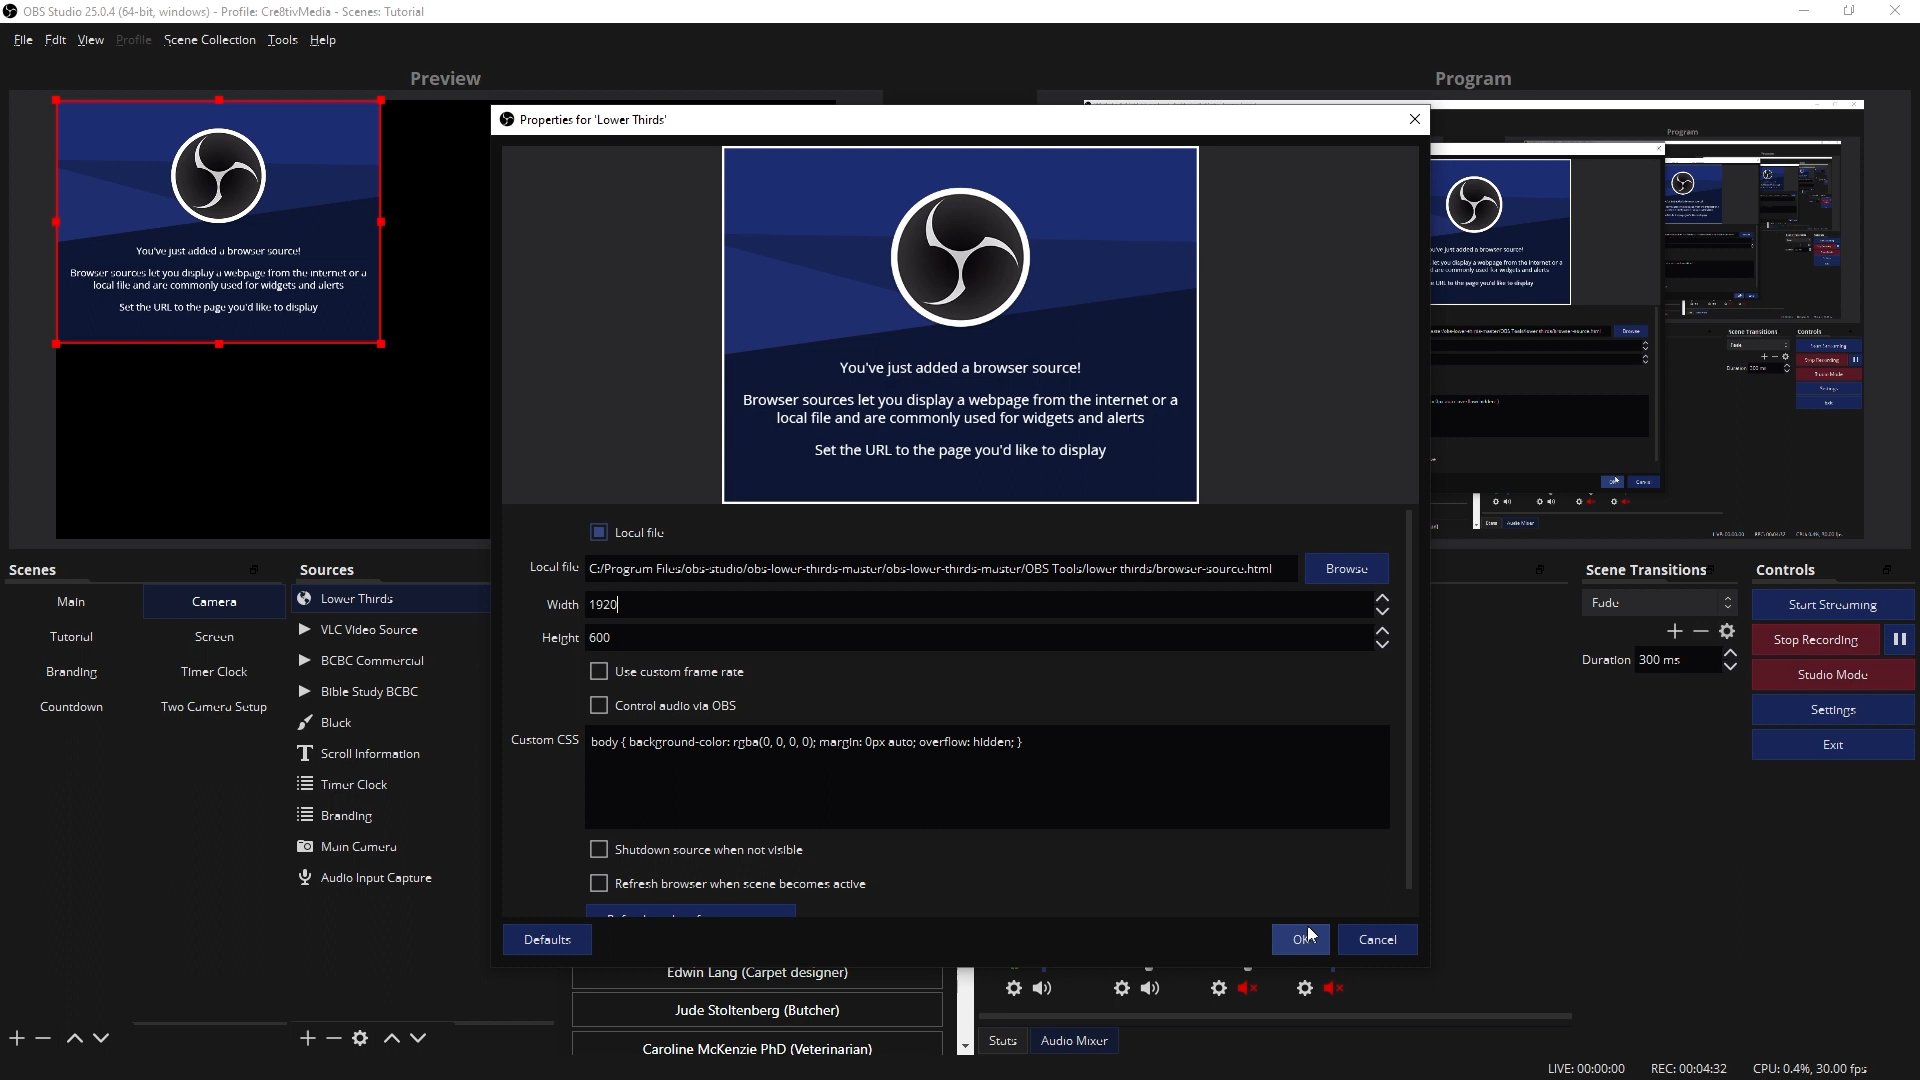 OBS Studio 25.0.4 (64-bit, windows) - Profile: Cre8tivMedia - Scenes: Tutorial
File Edit View Profile Scene Collection Tools Help
Preview
Program
Properties for 'Lower Thirds'
You've just added a browser source!
Browser sources let you display a webpage from the internet or a
local file and are commonly used for widgets and alerts
Set the URL to the page you'd like to display
You've just added a browser source!
Browser sources let you display a webpage from the internet or a
local file and are commonly used for widgets and alerts
Set the URL to the page you'd like to display
Program
Local file
Local file C:/Program Files/obs-studio/obs-lower-thirds-master/obs-lower-thirds-master/OBS Tools/lower thirds/browser-source.html Browse
Width 1920
Height 600
Use custom frame rate
Control audio via OBS
Custom CSS body { background-color: rgba(0, 0, 0, 0); margin: 0px auto; overflow: hidden; }
Shutdown source when not visible
Refresh browser when scene becomes active
Defaults OK Cancel
Scenes
Main Camera
Tutorial Screen
Branding Timer Clock
Countdown Two Camera Setup
Sources
Lower Thirds
VLC Video Source
BCBC Commercial
Bible Study BCBC
Black
Scroll Information
Timer Clock
Branding
Main Camera
Audio Input Capture
Edwin Lang (Carpet designer)
Jude Stoltenberg (Butcher)
Caroline McKenzie PhD (Veterinarian)
Stats Audio Mixer
Scene Transitions
Fade
Duration 300 ms
Controls
Start Streaming
Stop Recording
Studio Mode
Settings
Exit
LIVE: 00:00:00 REC: 00:04:32 CPU: 0.4%, 30.00 fps